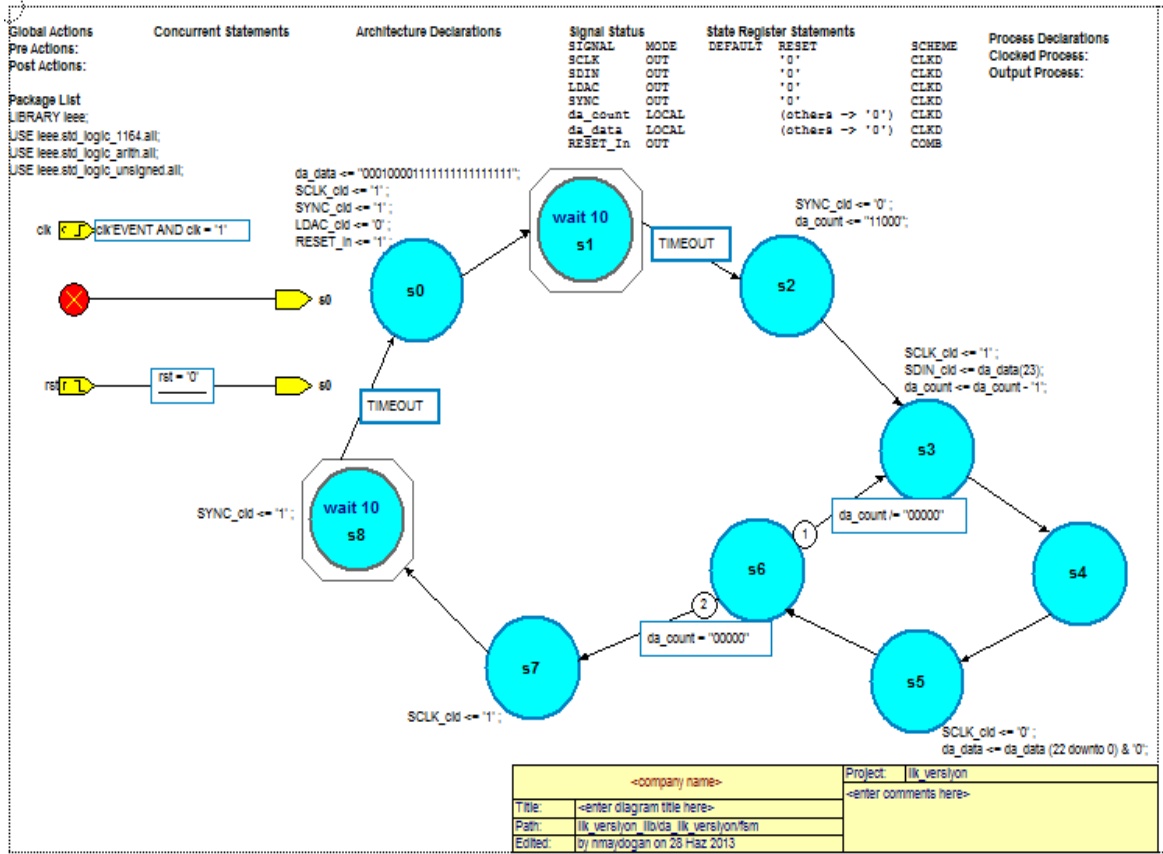 Global Actions
Pre Actions:
Post Actions:
Concurrent Statements
Architecture Declarations
Signal Status
SIGNAL MODE DEFAULT RESET SCHEME
SCLK OUT '0' CLKD
SDIN OUT '0' CLKD
LDAC OUT '0' CLKD
SYNC OUT '0' CLKD
da_count LOCAL (others => '0') CLKD
da_data LOCAL (others => '0') CLKD
RESET_In OUT COMB
State Register Statements
Process Declarations
Clocked Process:
Output Process:
Package List
LIBRARY ieee;
USE ieee.std_logic_1164.all;
USE ieee.std_logic_arith.all;
USE ieee.std_logic_unsigned.all;
clk
clk'EVENT AND clk = '1'
s0
rst
rst = '0'
s0
da_data <= "000100001111111111111111";
SCLK_cld <= '1' ;
SYNC_cld <= '1' ;
LDAC_cld <= '0' ;
RESET_In <= '1' ;
s0
wait 10
s1
TIMEOUT
SYNC_cld <= '0' ;
da_count <= "11000";
s2
SCLK_cld <= '1' ;
SDIN_cld <= da_data(23);
da_count <= da_count - '1';
s3
TIMEOUT
da_count /= "00000"
1
s4
SYNC_cld <= '1' ;
wait 10
s8
s6
2
da_count = "00000"
s7
SCLK_cld <= '1' ;
s5
SCLK_cld <= '0' ;
da_data <= da_data (22 downto 0) & '0';
<company name>
Project: ilk_versiyon
<enter comments here>
Title: <enter diagram title here>
Path: ilk_versiyon_lib/da_ilk_versiyon/fsm
Edited: by nmaydogan on 28 Haz 2013